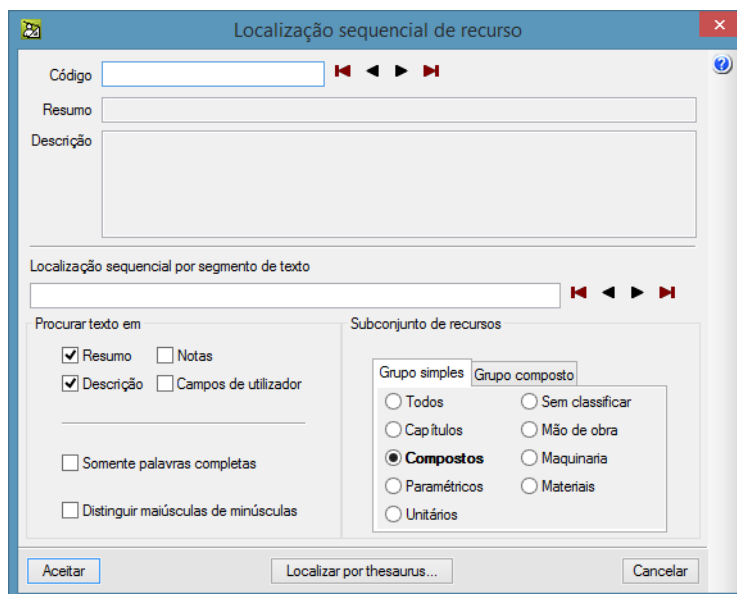 Localização sequencial de recurso
Código
Resumo
Descrição
Localização sequencial por segmento de texto
Procurar texto em
Resumo Notas
Descrição Campos de utilizador
Somente palavras completas
Distinguir maiúsculas de minúsculas
Subconjunto de recursos
Grupo simples Grupo composto
Todos Sem classificar
Capítulos Mão de obra
Compostos Maquinaria
Paramétricos Materiais
Unitários
Aceitar Localizar por thesaurus... Cancelar